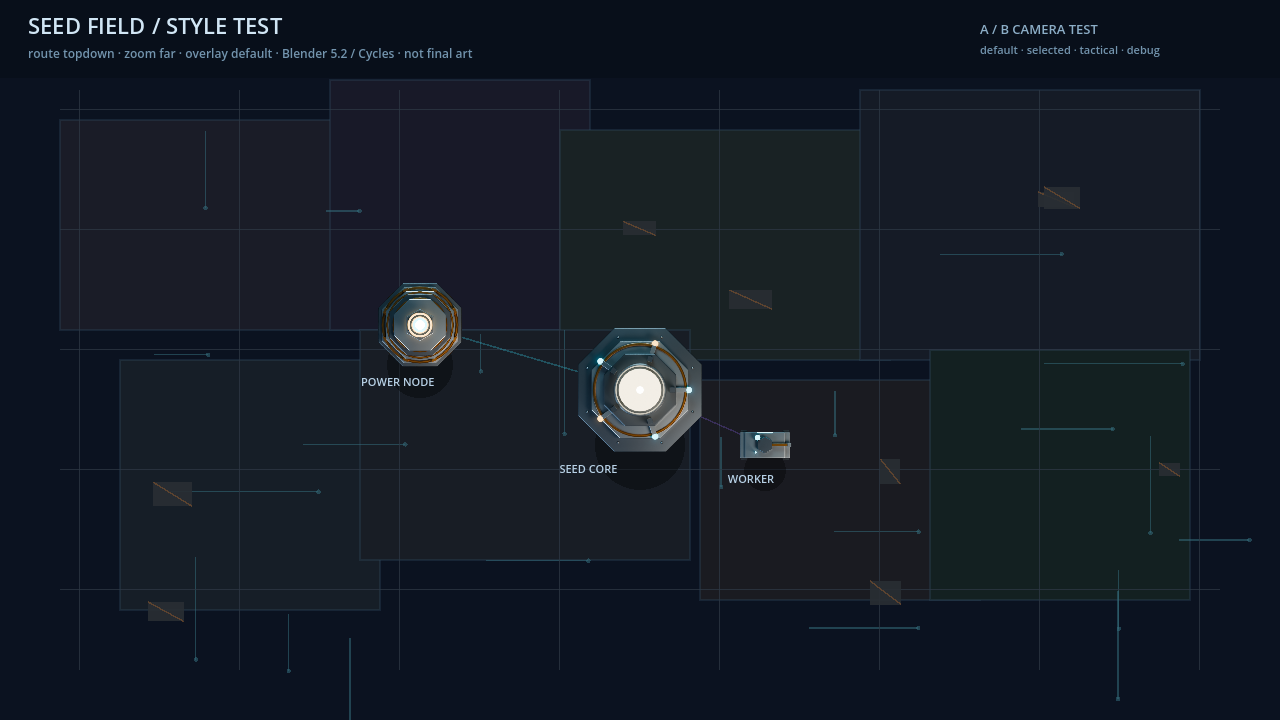 SEED FIELD / STYLE TEST
route topdown · zoom far · overlay default · Blender 5.2 / Cycles · not final art
A / B CAMERA TEST
default · selected · tactical · debug
POWER NODE
SEED CORE
WORKER